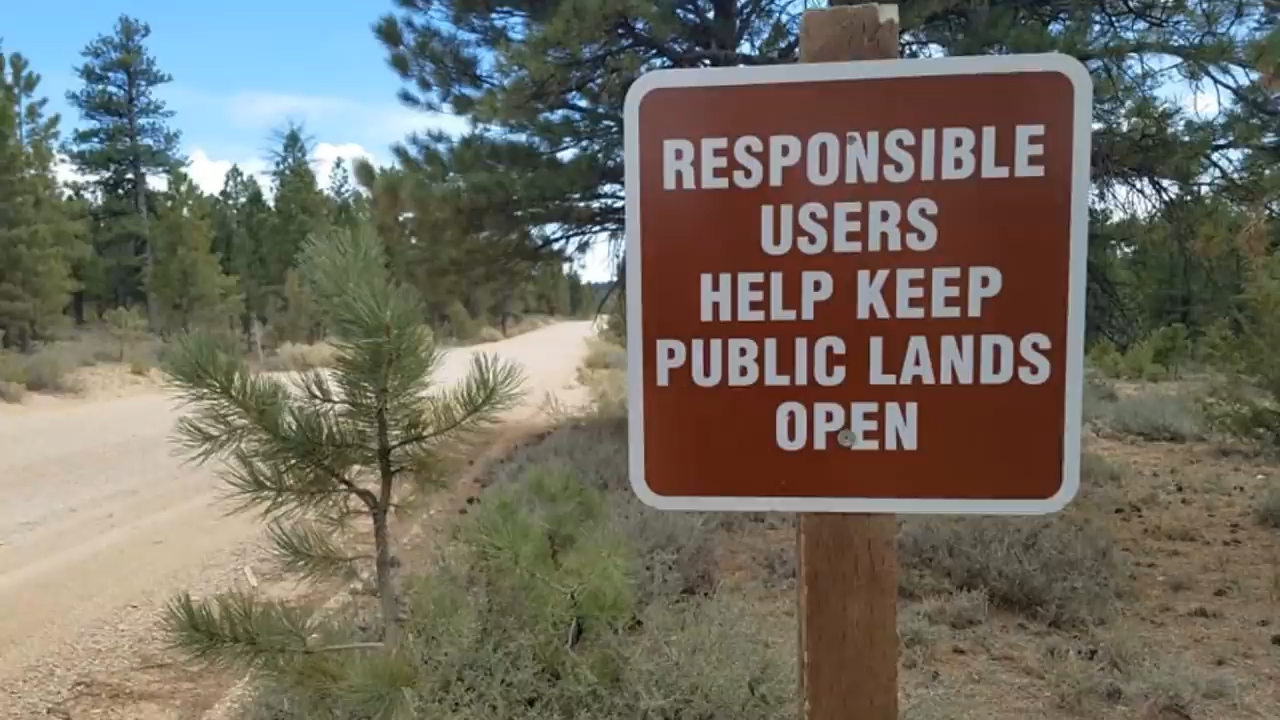 RESPONSIBLE
USERS
HELP KEEP
PUBLIC LANDS
OPEN